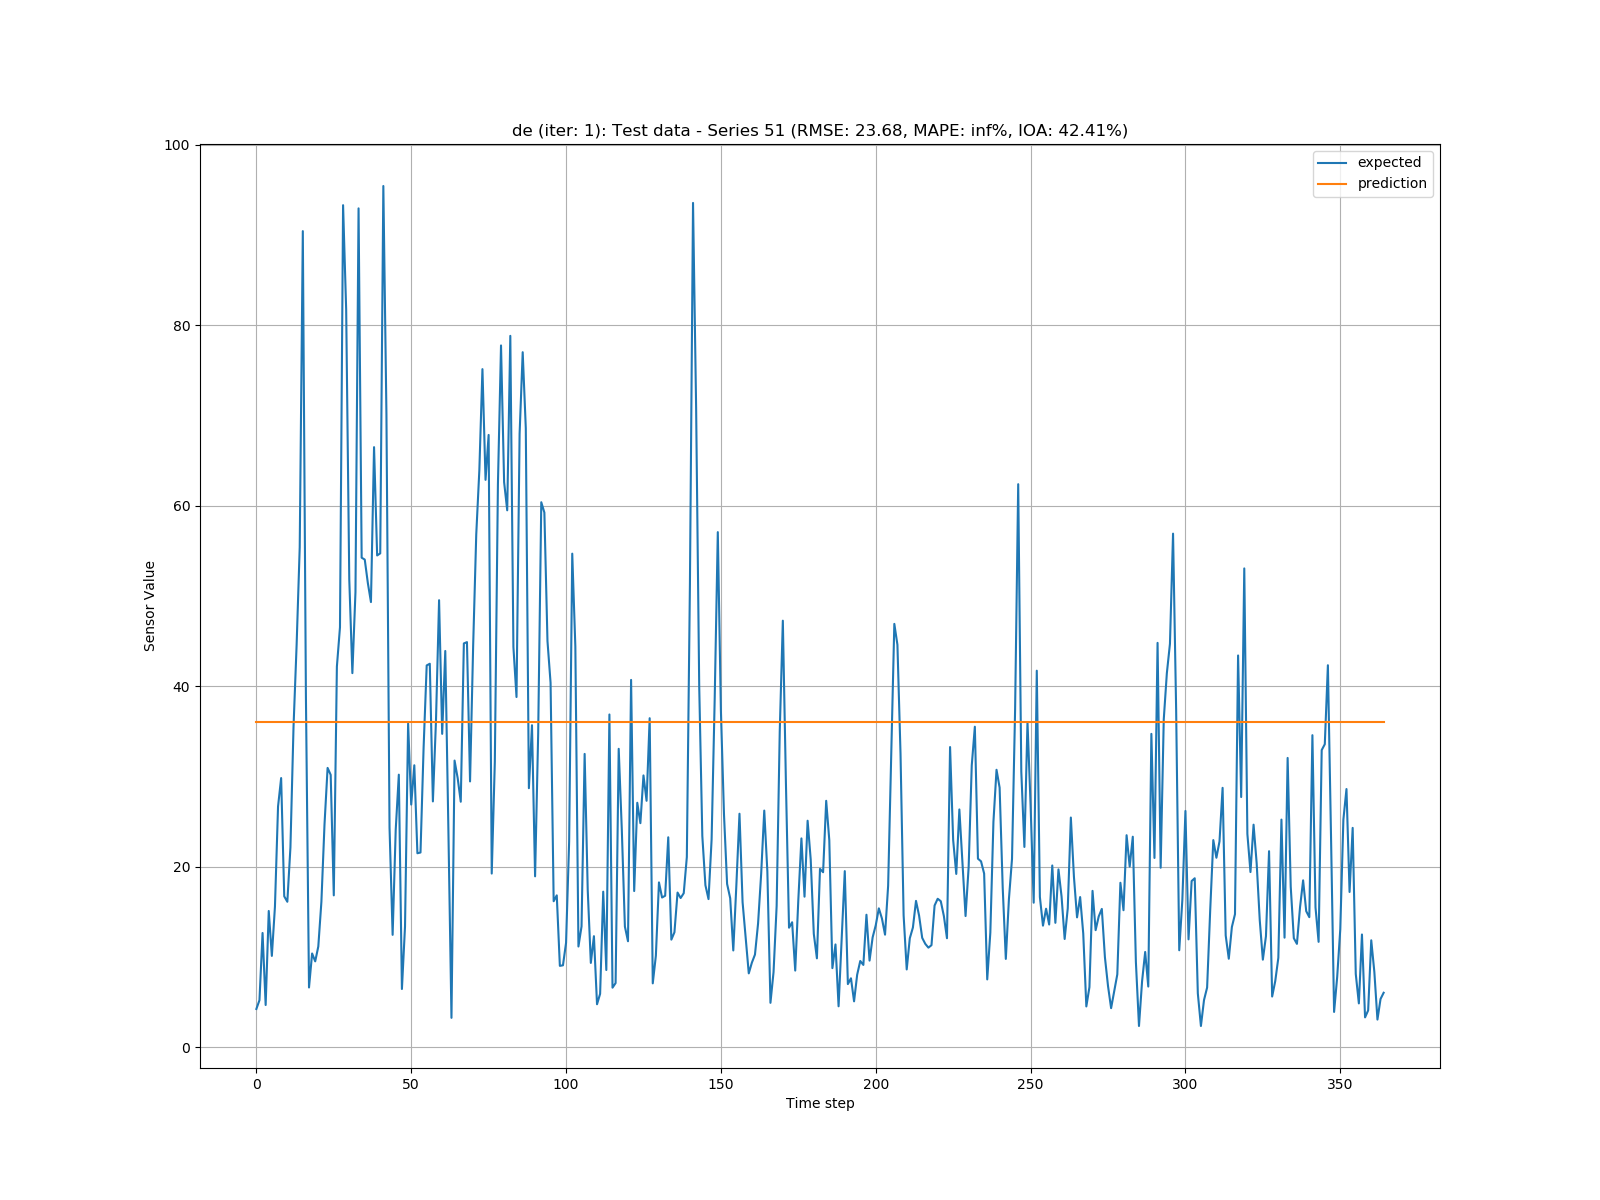 de (iter: 1): Test data - Series 51 (RMSE: 23.68, MAPE: inf%, IOA: 42.41%)
expected
prediction
Sensor Value
100
80
60
40
20
0
0 50 100 150 200 250 300 350
Time step